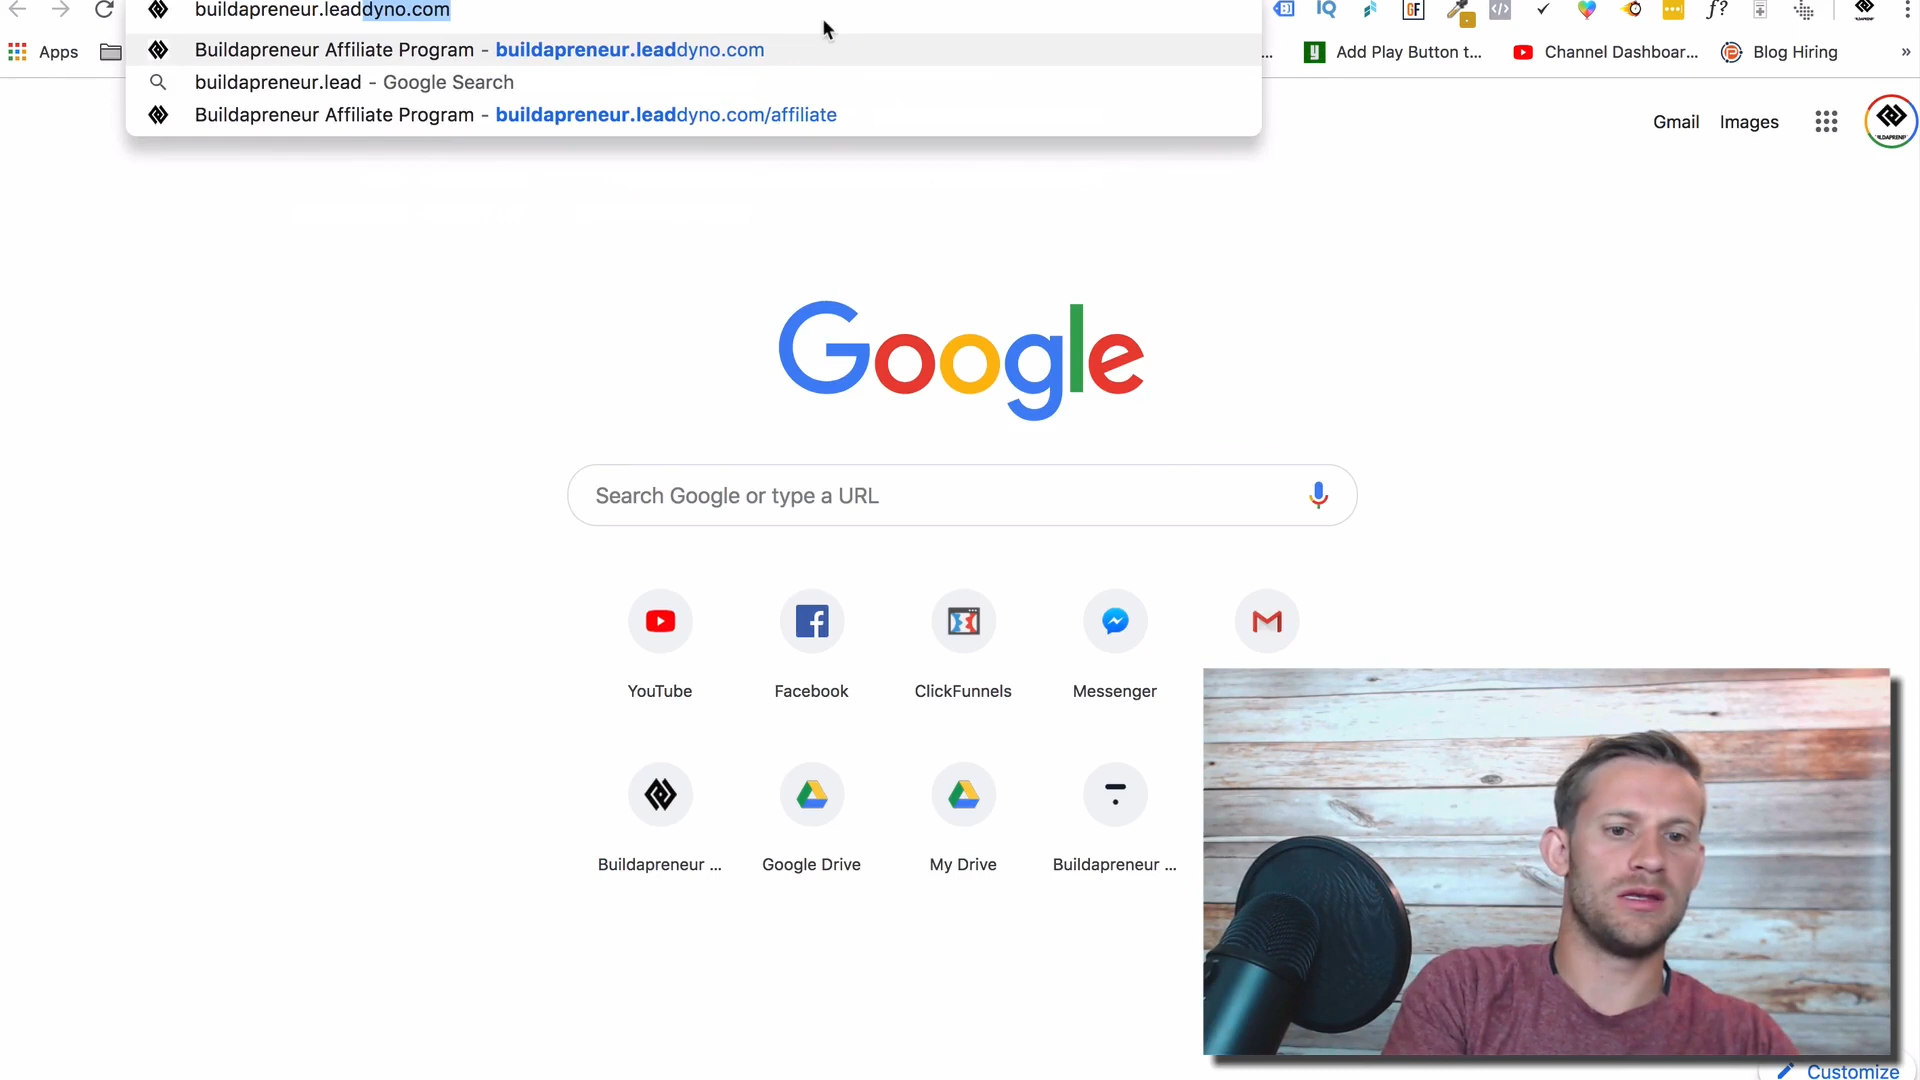 buildapreneur.leaddyno.com
Buildapreneur Affiliate Program - buildapreneur.leaddyno.com
buildapreneur.lead - Google Search
Buildapreneur Affiliate Program - buildapreneur.leaddyno.com/affiliate
IQ GF f?
Apps ... Add Play Button t... Channel Dashboar... Blog Hiring »
Gmail Images
Google
Search Google or type a URL
YouTube Facebook ClickFunnels Messenger
Buildapreneur ... Google Drive My Drive Buildapreneur ...
Customize